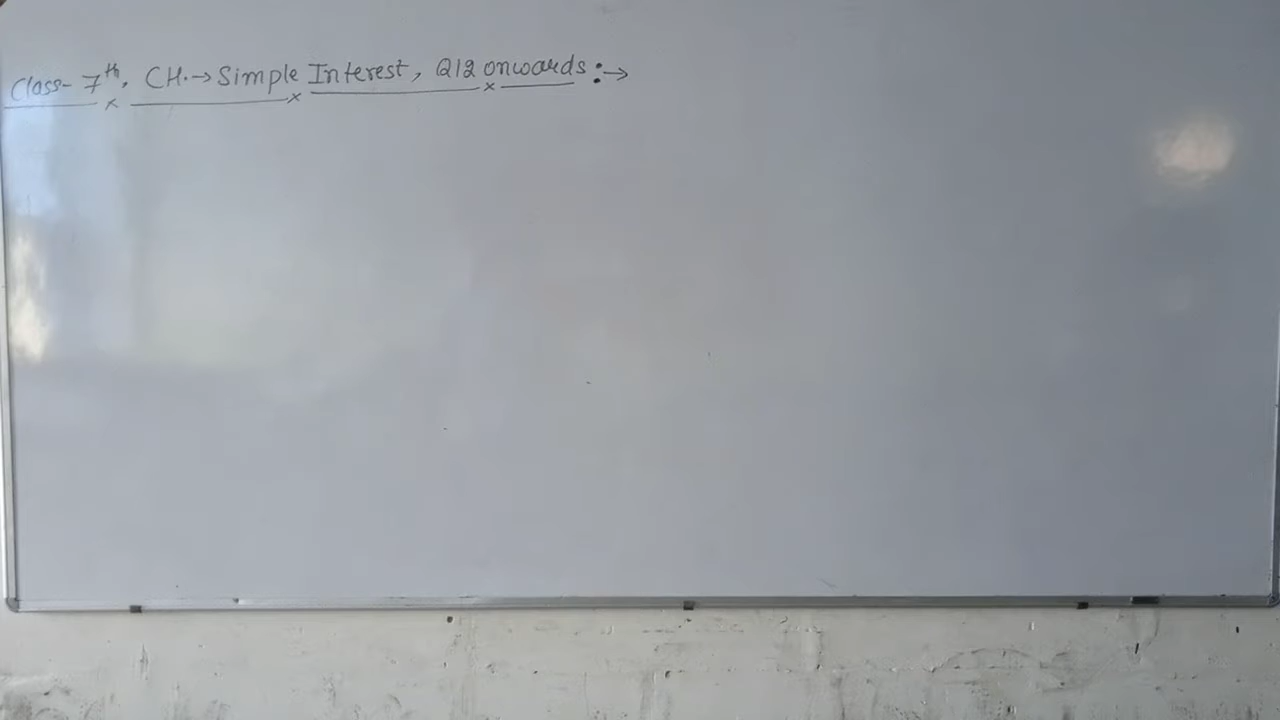 Class- 7th, CH.→ Simple Interest, Q12 onwards:→